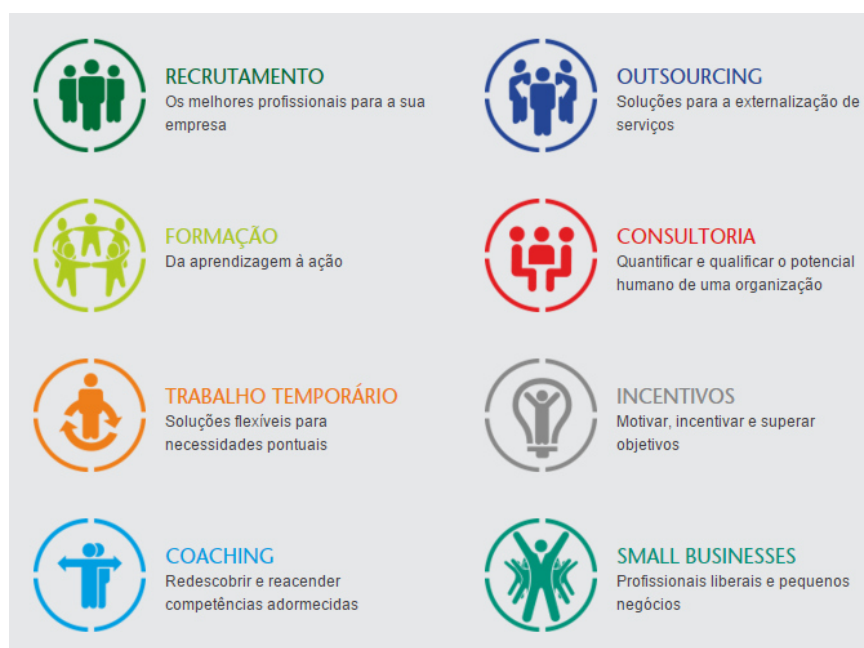 RECRUTAMENTO
Os melhores profissionais para a sua
empresa
OUTSOURCING
Soluções para a externalização de
serviços
FORMAÇÃO
Da aprendizagem à ação
CONSULTORIA
Quantificar e qualificar o potencial
humano de uma organização
TRABALHO TEMPORÁRIO
Soluções flexíveis para
necessidades pontuais
INCENTIVOS
Motivar, incentivar e superar
objetivos
COACHING
Redescobrir e reacender
competências adormecidas
SMALL BUSINESSES
Profissionais liberais e pequenos
negócios